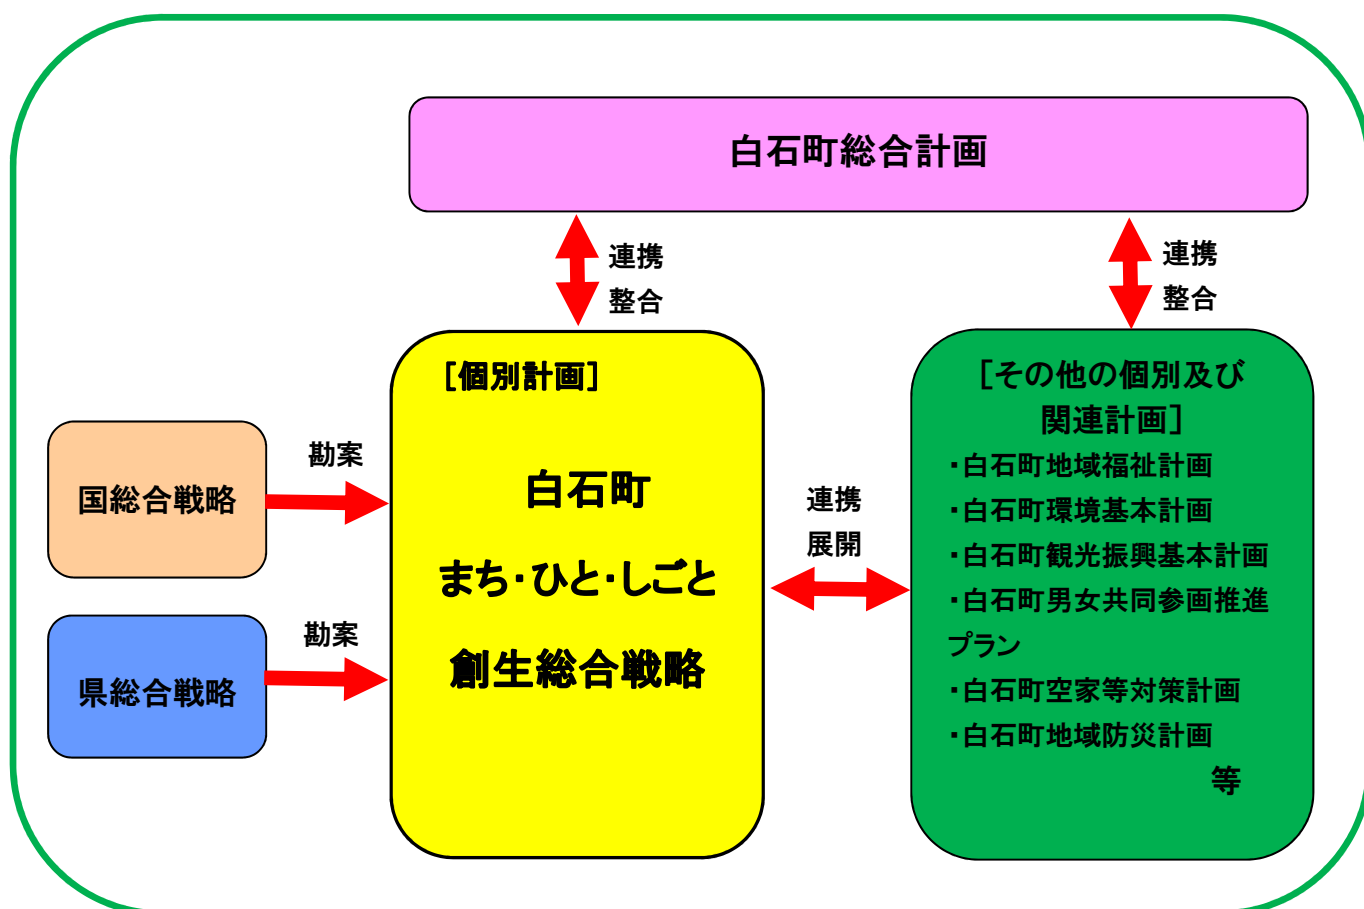 白石町総合計画
連携
整合
連携
整合
[個別計画]
白石町
まち・ひと・しごと
創生総合戦略
国総合戦略
勘案
県総合戦略
勘案
連携
展開
[その他の個別及び
関連計画]
・白石町地域福祉計画
・白石町環境基本計画
・白石町観光振興基本計画
・白石町男女共同参画推進
プラン
・白石町空家等対策計画
・白石町地域防災計画
等